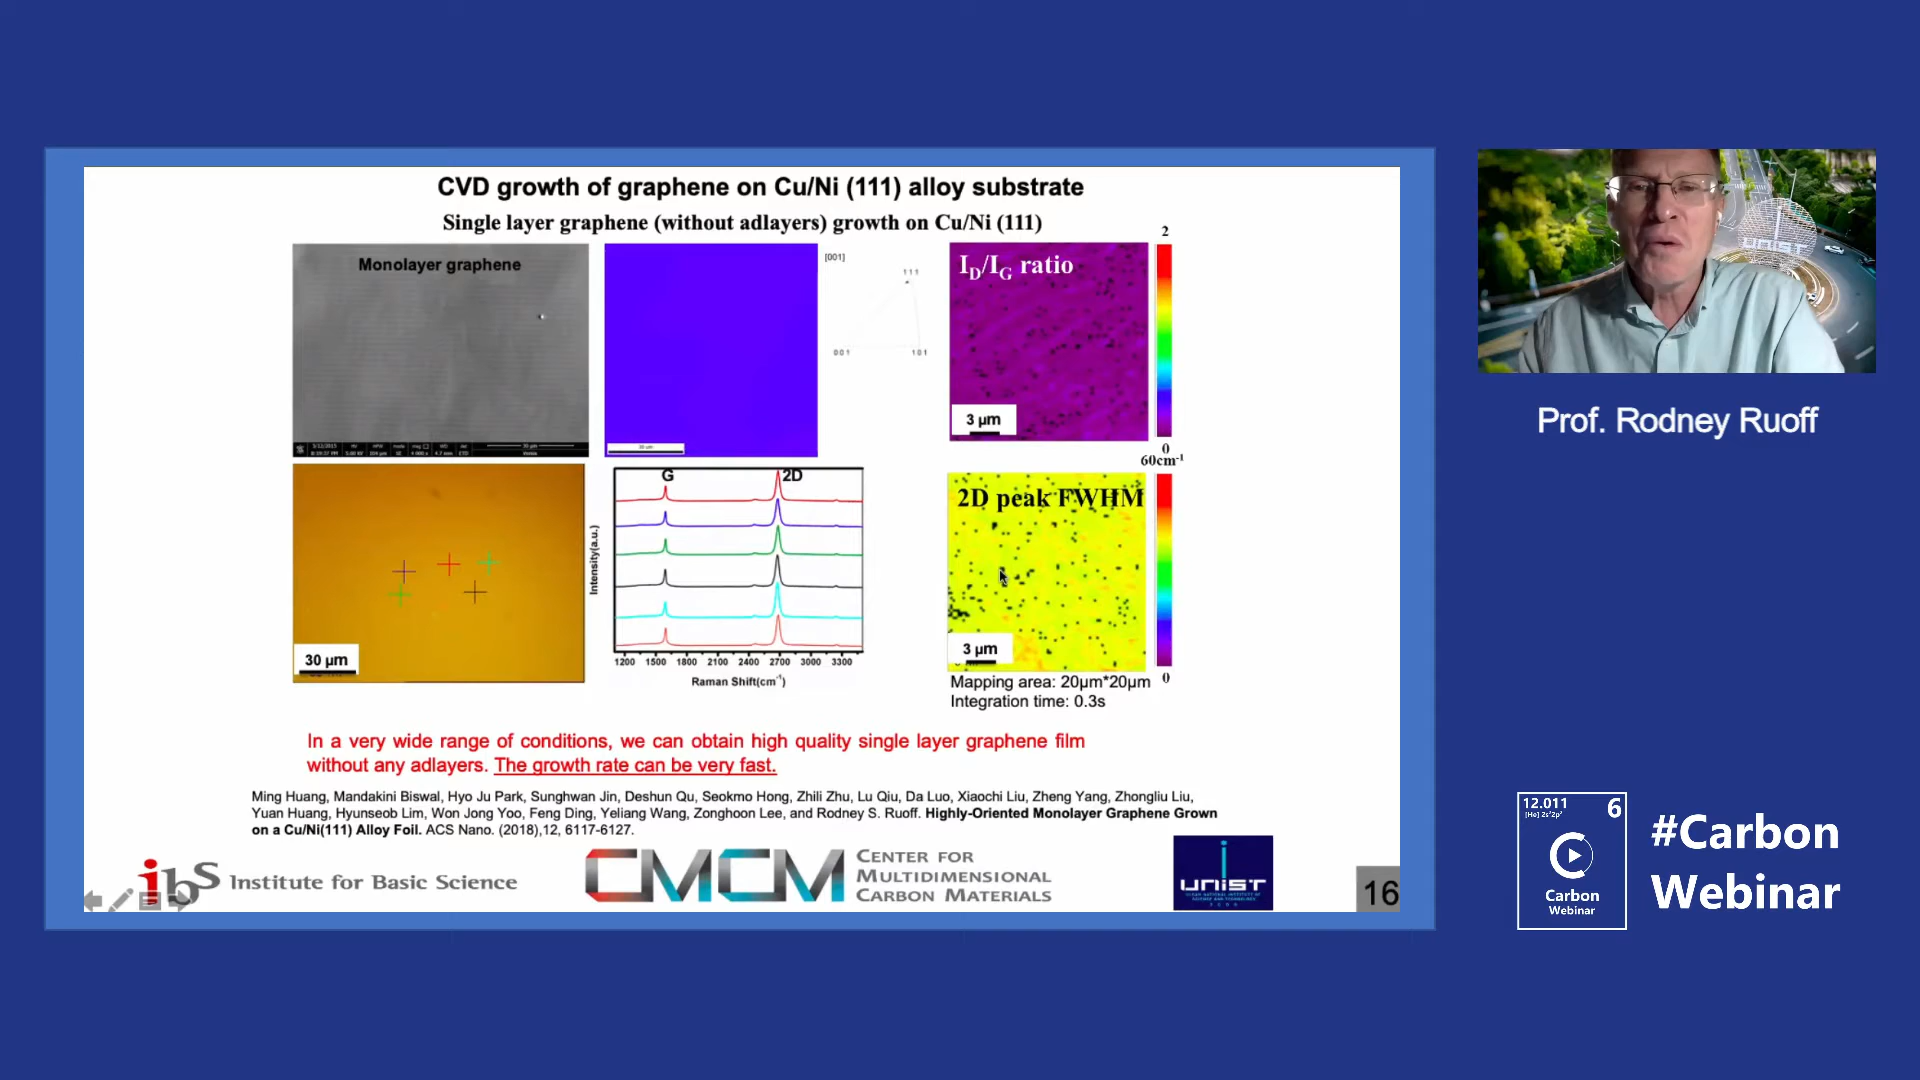 CVD growth of graphene on Cu/Ni (111) alloy substrate
Single layer graphene (without adlayers) growth on Cu/Ni (111)
Monolayer graphene
[001]
111
001
101
I_D/I_G ratio
3 µm
2
0
60cm⁻¹
30 µm
G
2D
Intensity(a.u.)
1200 1500 1800 2100 2400 2700 3000 3300
Raman Shift(cm⁻¹)
2D peak FWHM
3 µm
0
Mapping area: 20µm*20µm
Integration time: 0.3s
In a very wide range of conditions, we can obtain high quality single layer graphene film
without any adlayers. The growth rate can be very fast.
Ming Huang, Mandakini Biswal, Hyo Ju Park, Sunghwan Jin, Deshun Qu, Seokmo Hong, Zhili Zhu, Lu Qiu, Da Luo, Xiaochi Liu, Zheng Yang, Zhongliu Liu,
Yuan Huang, Hyunseob Lim, Won Jong Yoo, Feng Ding, Yeliang Wang, Zonghoon Lee, and Rodney S. Ruoff. Highly-Oriented Monolayer Graphene Grown
on a Cu/Ni(111) Alloy Foil. ACS Nano. (2018),12, 6117-6127.
ibS Institute for Basic Science
CMCM
CENTER FOR
MULTIDIMENSIONAL
CARBON MATERIALS
UNIST
16
Prof. Rodney Ruoff
12.011
[He] 2s²2p²
6
Carbon
Webinar
#Carbon
Webinar